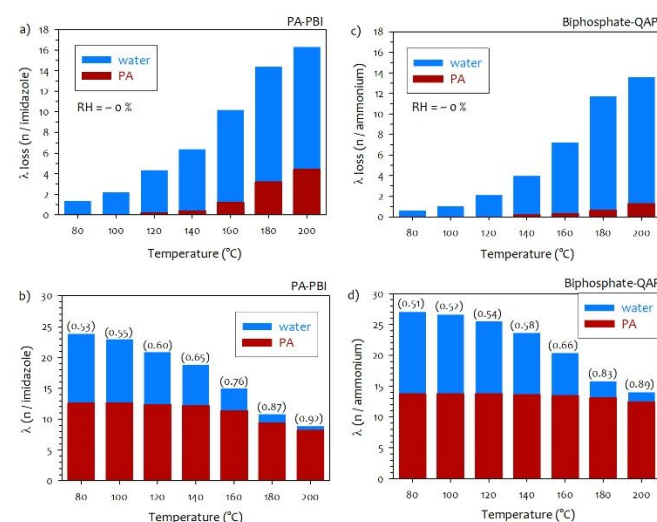 PA-PBI
a)
λ loss (n / imidazole)
18
16
14
12
10
8
6
4
2
0
water
PA
RH = ~ 0 %
80 100 120 140 160 180 200
Temperature (°C)
Biphosphate-QAP
c)
λ loss (n / ammonium)
18
16
14
12
10
8
6
4
2
0
water
PA
RH = ~ 0 %
80 100 120 140 160 180 200
Temperature (°C)
PA-PBI
b)
λ (n / imidazole)
30
25
20
15
10
5
0
(0.53) (0.55) (0.60) (0.65) (0.76) (0.87) (0.92)
water
PA
80 100 120 140 160 180 200
Temperature (°C)
Biphosphate-QAP
d)
λ (n / ammonium)
30
25
20
15
10
5
0
(0.51) (0.52) (0.54) (0.58) (0.66) (0.83) (0.89)
water
PA
80 100 120 140 160 180 200
Temperature (°C)